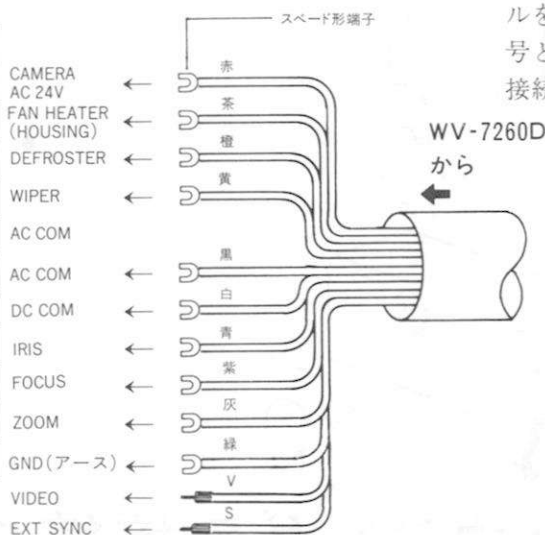 スペード形端子
ルを
号と
接続
WV-7260D
から
CAMERA
AC 24V
赤
FAN HEATER
(HOUSING)
茶
DEFROSTER
橙
WIPER
黄
AC COM
AC COM
黒
DC COM
白
IRIS
青
FOCUS
紫
ZOOM
灰
GND(アース)
緑
VIDEO
V
EXT SYNC
S